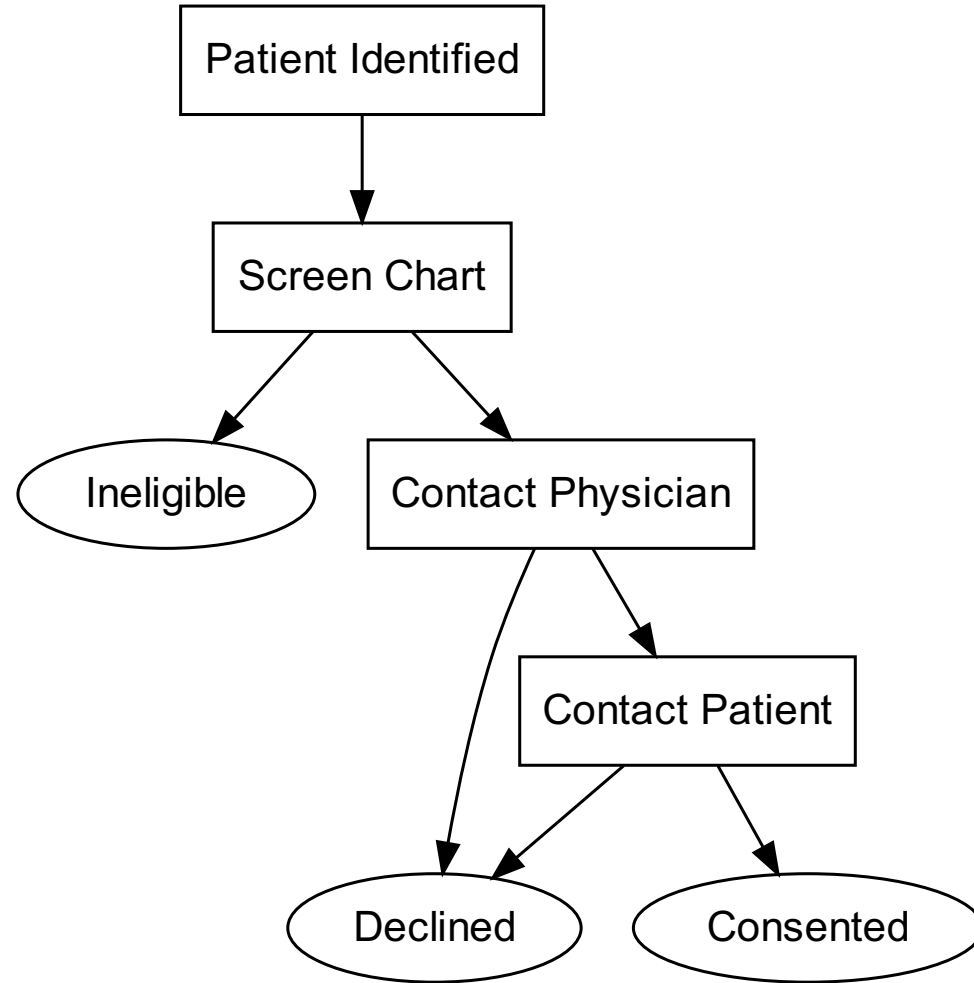 Patient Identified
Screen Chart
Ineligible
Contact Physician
Contact Patient
Declined
Consented